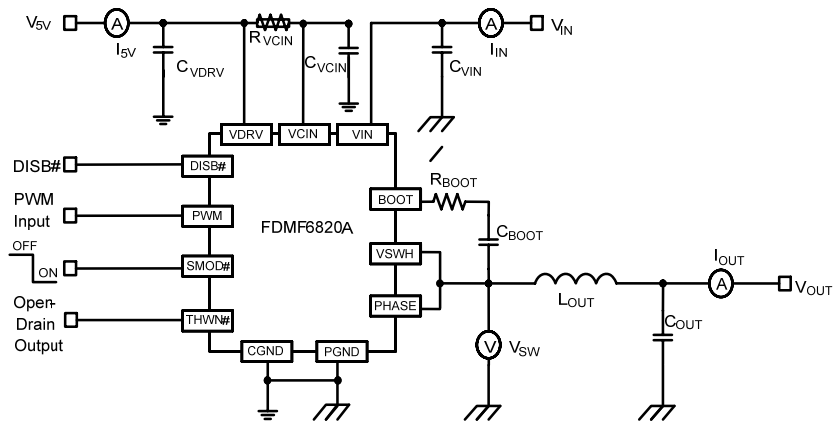 V5V
A
I5V
CVDRV
RVCIN
CVCIN
CVIN
A
IIN
VIN
VDRV
VCIN
VIN
DISB#
DISB#
PWM
Input
PWM
OFF
ON
SMOD#
Open-
Drain
Output
THWN#
FDMF6820A
BOOT
RBOOT
CBOOT
VSWH
PHASE
CGND
PGND
V
VSW
LOUT
COUT
IOUT
A
VOUT